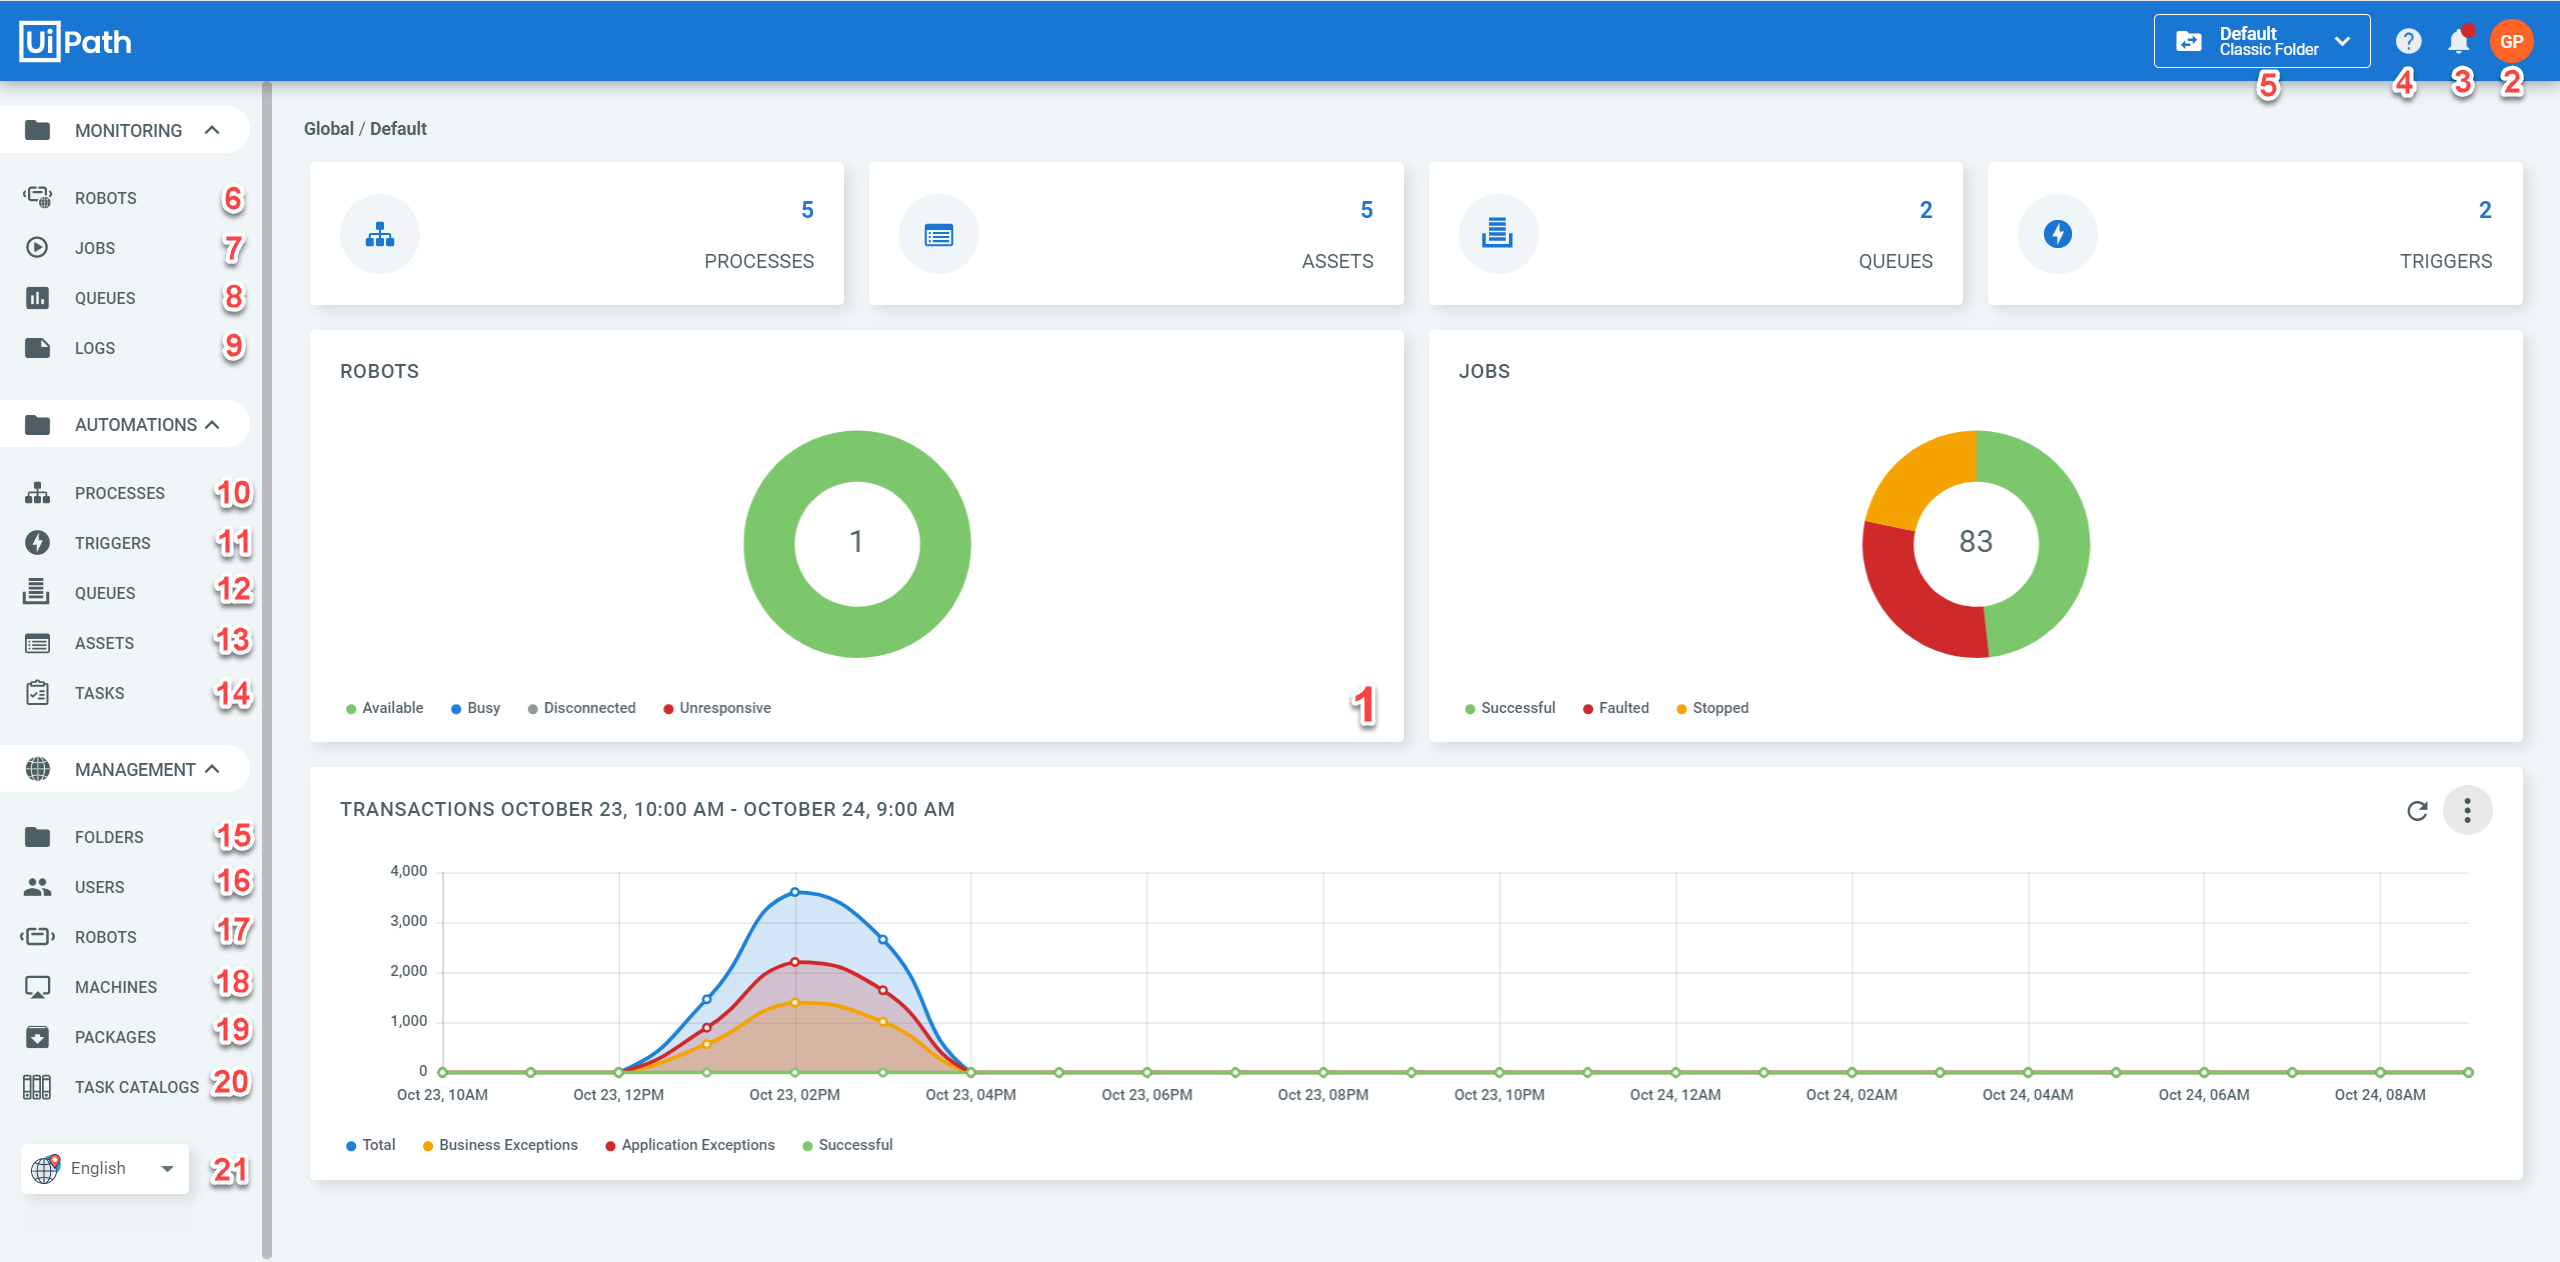 UiPath
Default
Classic Folder
?
GP
5
4
3
2
MONITORING
ROBOTS 6
JOBS 7
QUEUES 8
LOGS 9
AUTOMATIONS
PROCESSES 10
TRIGGERS 11
QUEUES 12
ASSETS 13
TASKS 14
MANAGEMENT
FOLDERS 15
USERS 16
ROBOTS 17
MACHINES 18
PACKAGES 19
TASK CATALOGS 20
English 21
Global / Default
5
PROCESSES
5
ASSETS
2
QUEUES
2
TRIGGERS
ROBOTS
1
Available Busy Disconnected Unresponsive
1
JOBS
83
Successful Faulted Stopped
TRANSACTIONS OCTOBER 23, 10:00 AM - OCTOBER 24, 9:00 AM
4,000
3,000
2,000
1,000
0
Oct 23, 10AM Oct 23, 12PM Oct 23, 02PM Oct 23, 04PM Oct 23, 06PM Oct 23, 08PM Oct 23, 10PM Oct 24, 12AM Oct 24, 02AM Oct 24, 04AM Oct 24, 06AM Oct 24, 08AM
Total Business Exceptions Application Exceptions Successful